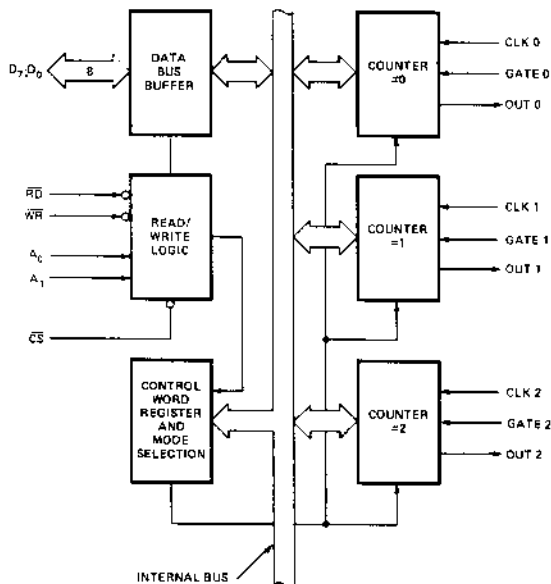 D7-D0
8
DATA
BUS
BUFFER
COUNTER
=0
CLK 0
GATE 0
OUT 0
RD
WR
A0
A1
CS
READ/
WRITE
LOGIC
COUNTER
=1
CLK 1
GATE 1
OUT 1
CONTROL
WORD
REGISTER
AND
MODE
SELECTION
COUNTER
=2
CLK 2
GATE 2
OUT 2
INTERNAL BUS